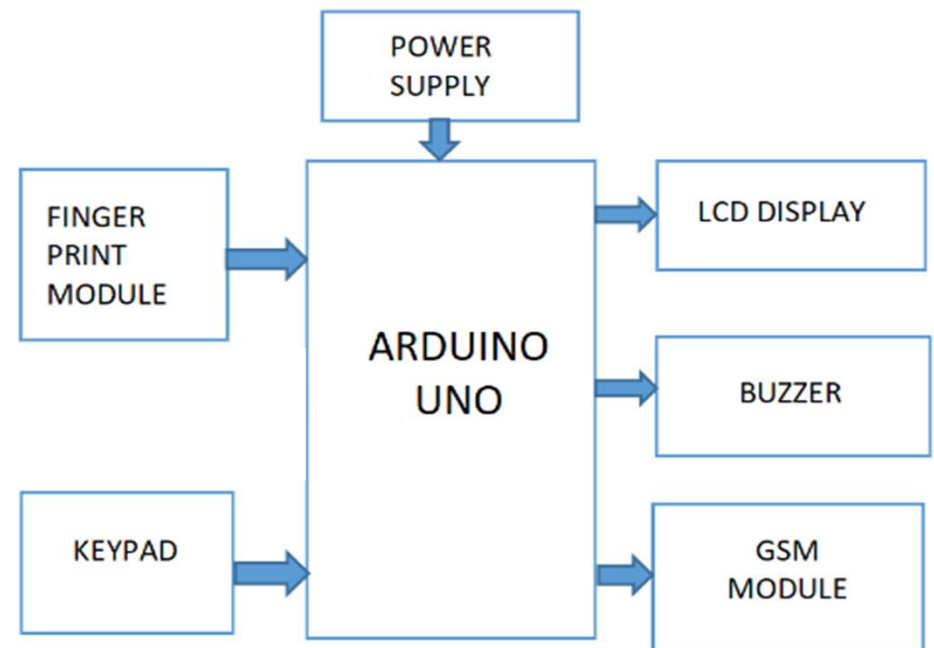 POWER
SUPPLY
FINGER
PRINT
MODULE
LCD DISPLAY
ARDUINO
UNO
BUZZER
KEYPAD
GSM
MODULE